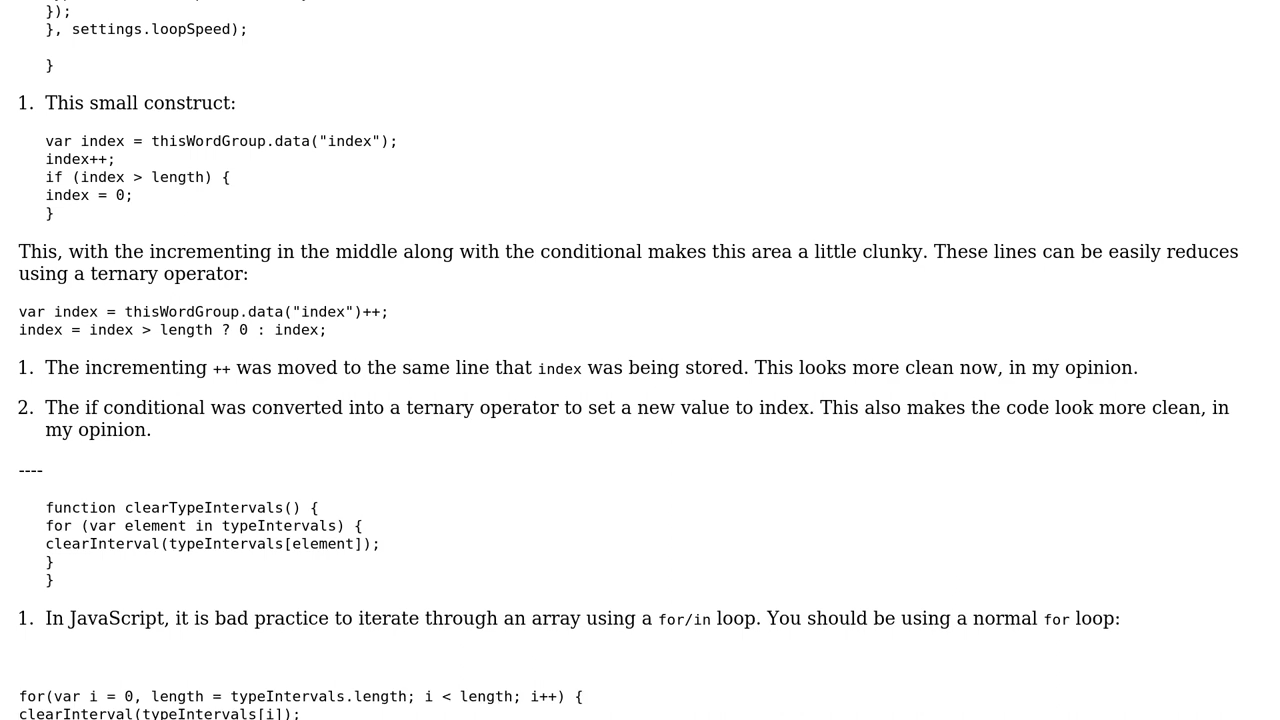 });
}, settings.loopSpeed);
}
1. This small construct:
var index = thisWordGroup.data("index");
index++;
if (index > length) {
index = 0;
}
This, with the incrementing in the middle along with the conditional makes this area a little clunky. These lines can be easily reduces
using a ternary operator:
var index = thisWordGroup.data("index")++;
index = index > length ? 0 : index;
1. The incrementing ++ was moved to the same line that index was being stored. This looks more clean now, in my opinion.
2. The if conditional was converted into a ternary operator to set a new value to index. This also makes the code look more clean, in
my opinion.
----
function clearTypeIntervals() {
for (var element in typeIntervals) {
clearInterval(typeIntervals[element]);
}
}
1. In JavaScript, it is bad practice to iterate through an array using a for/in loop. You should be using a normal for loop:
for(var i = 0, length = typeIntervals.length; i < length; i++) {
clearInterval(typeIntervals[i]);